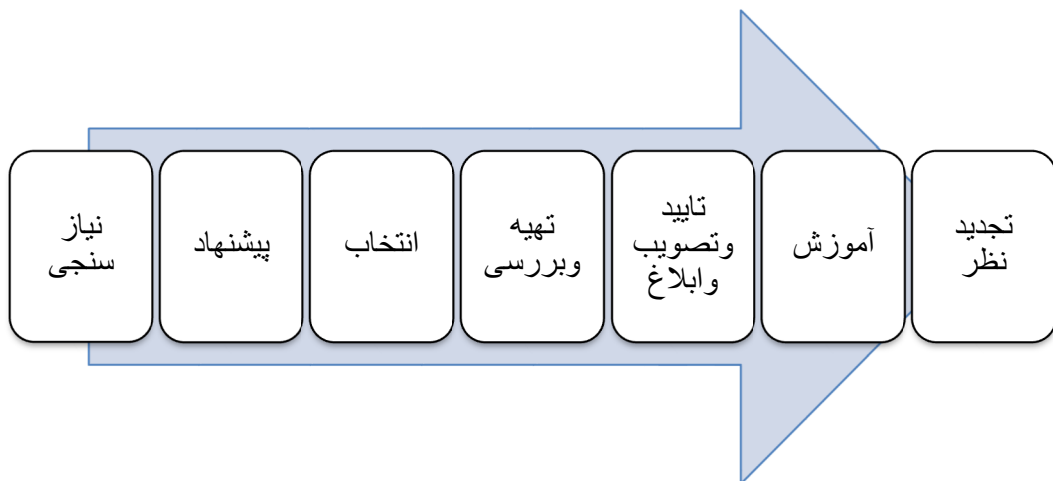 نیاز
سنجی
پیشنهاد
انتخاب
تهیه
وبررسی
تایید
وتصویب
وابلاغ
آموزش
تجدید
نظر